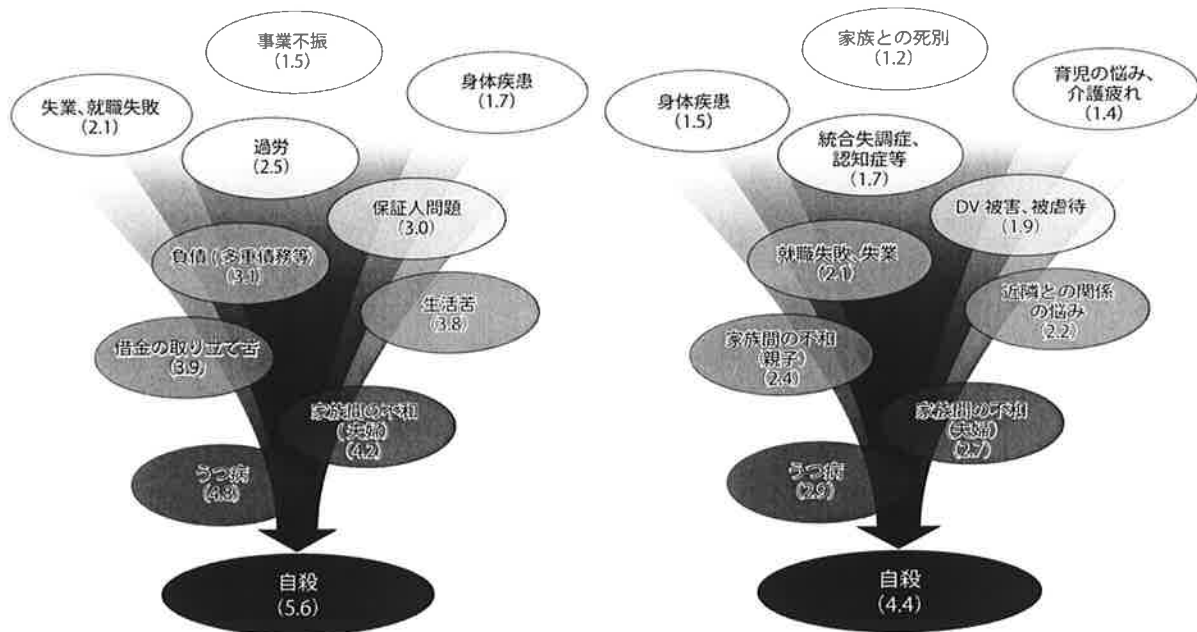 事業不振
(1.5)
身体疾患
(1.7)
失業、就職失敗
(2.1)
過労
(2.5)
保証人問題
(3.0)
負債(多重債務等)
(3.1)
生活苦
(3.8)
借金の取り立て苦
(3.9)
家族間の不和
(夫婦)
(4.2)
うつ病
(4.8)
自殺
(5.6)
家族との死別
(1.2)
育児の悩み、
介護疲れ
(1.4)
身体疾患
(1.5)
統合失調症、
認知症等
(1.7)
DV 被害、被虐待
(1.9)
就職失敗、失業
(2.1)
近隣との関係
の悩み
(2.2)
家族間の不和
(親子)
(2.4)
家族間の不和
(夫婦)
(2.7)
うつ病
(2.9)
自殺
(4.4)